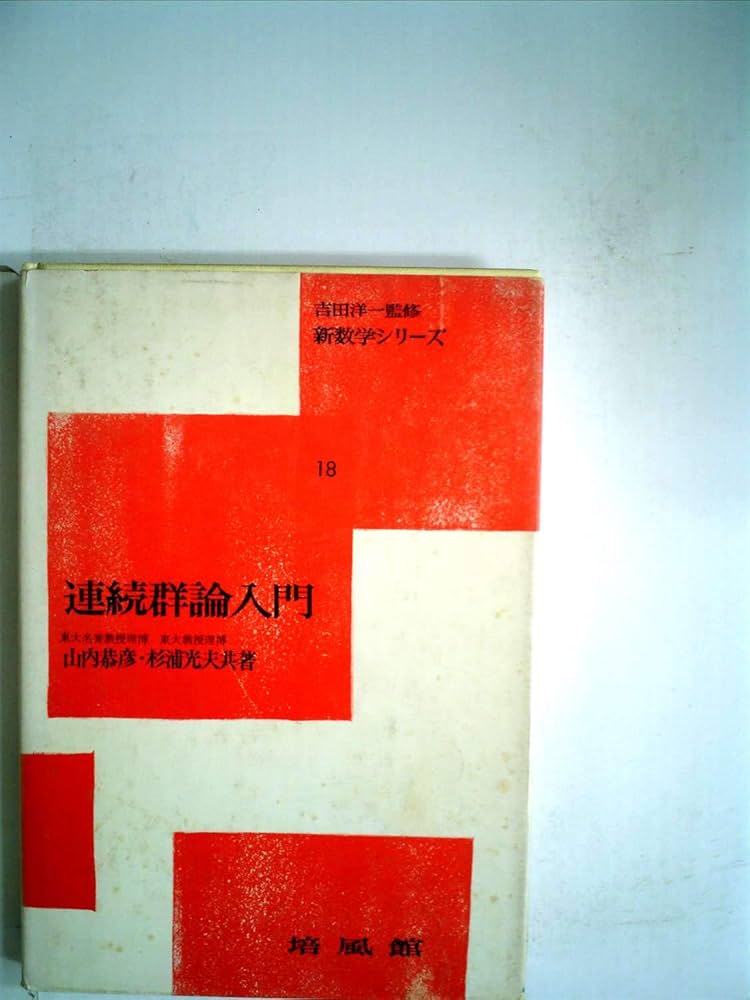 吉田洋一監修
新数学シリーズ
18
連続群論入門
東大名誉教授理博 東大教授理博
山内恭彦・杉浦光夫共著
培風館